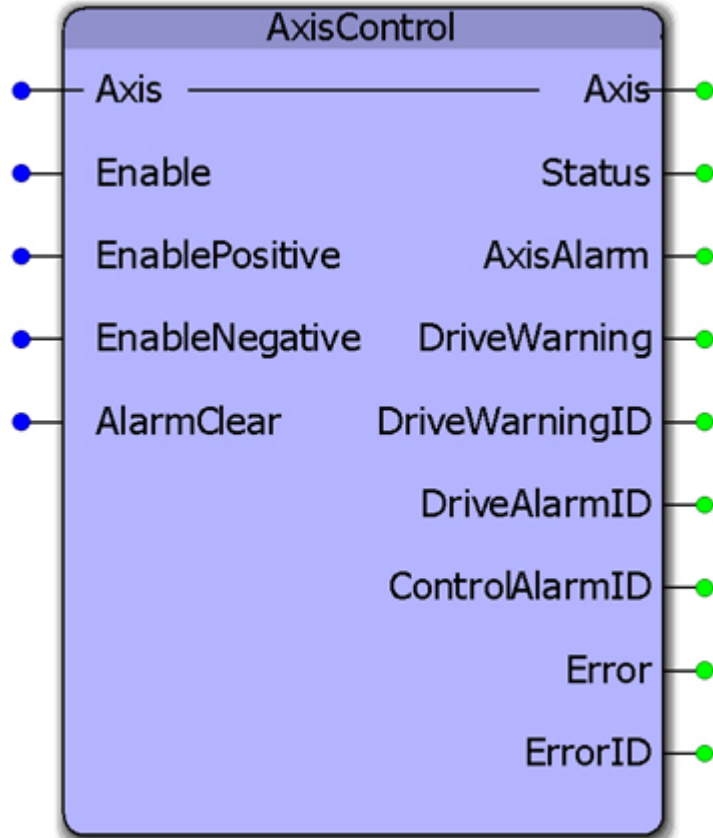 AxisControl
Axis Axis
Enable Status
EnablePositive AxisAlarm
EnableNegative DriveWarning
AlarmClear DriveWarningID
DriveAlarmID
ControlAlarmID
Error
ErrorID